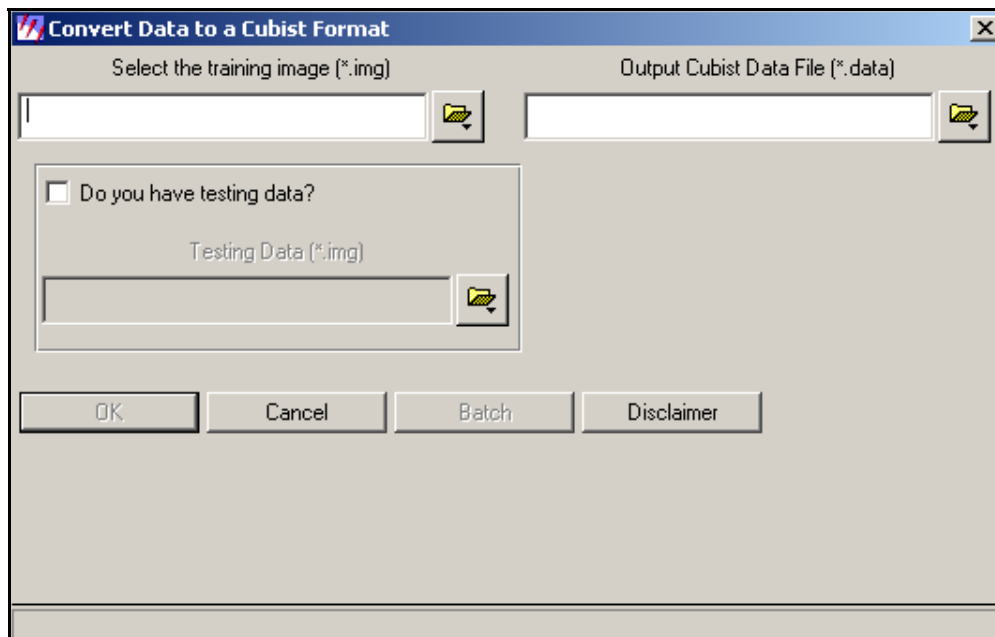 Convert Data to a Cubist Format
Select the training image (*.img)
Output Cubist Data File (*.data)
Do you have testing data?
Testing Data (*.img)
OK
Cancel
Batch
Disclaimer